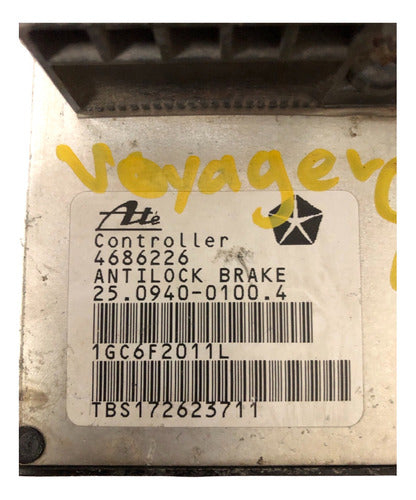 Voyager
Ate
Controller
4686226
ANTILOCK BRAKE
25.0940-0100.4
1GC6F2011L
TBS172623711